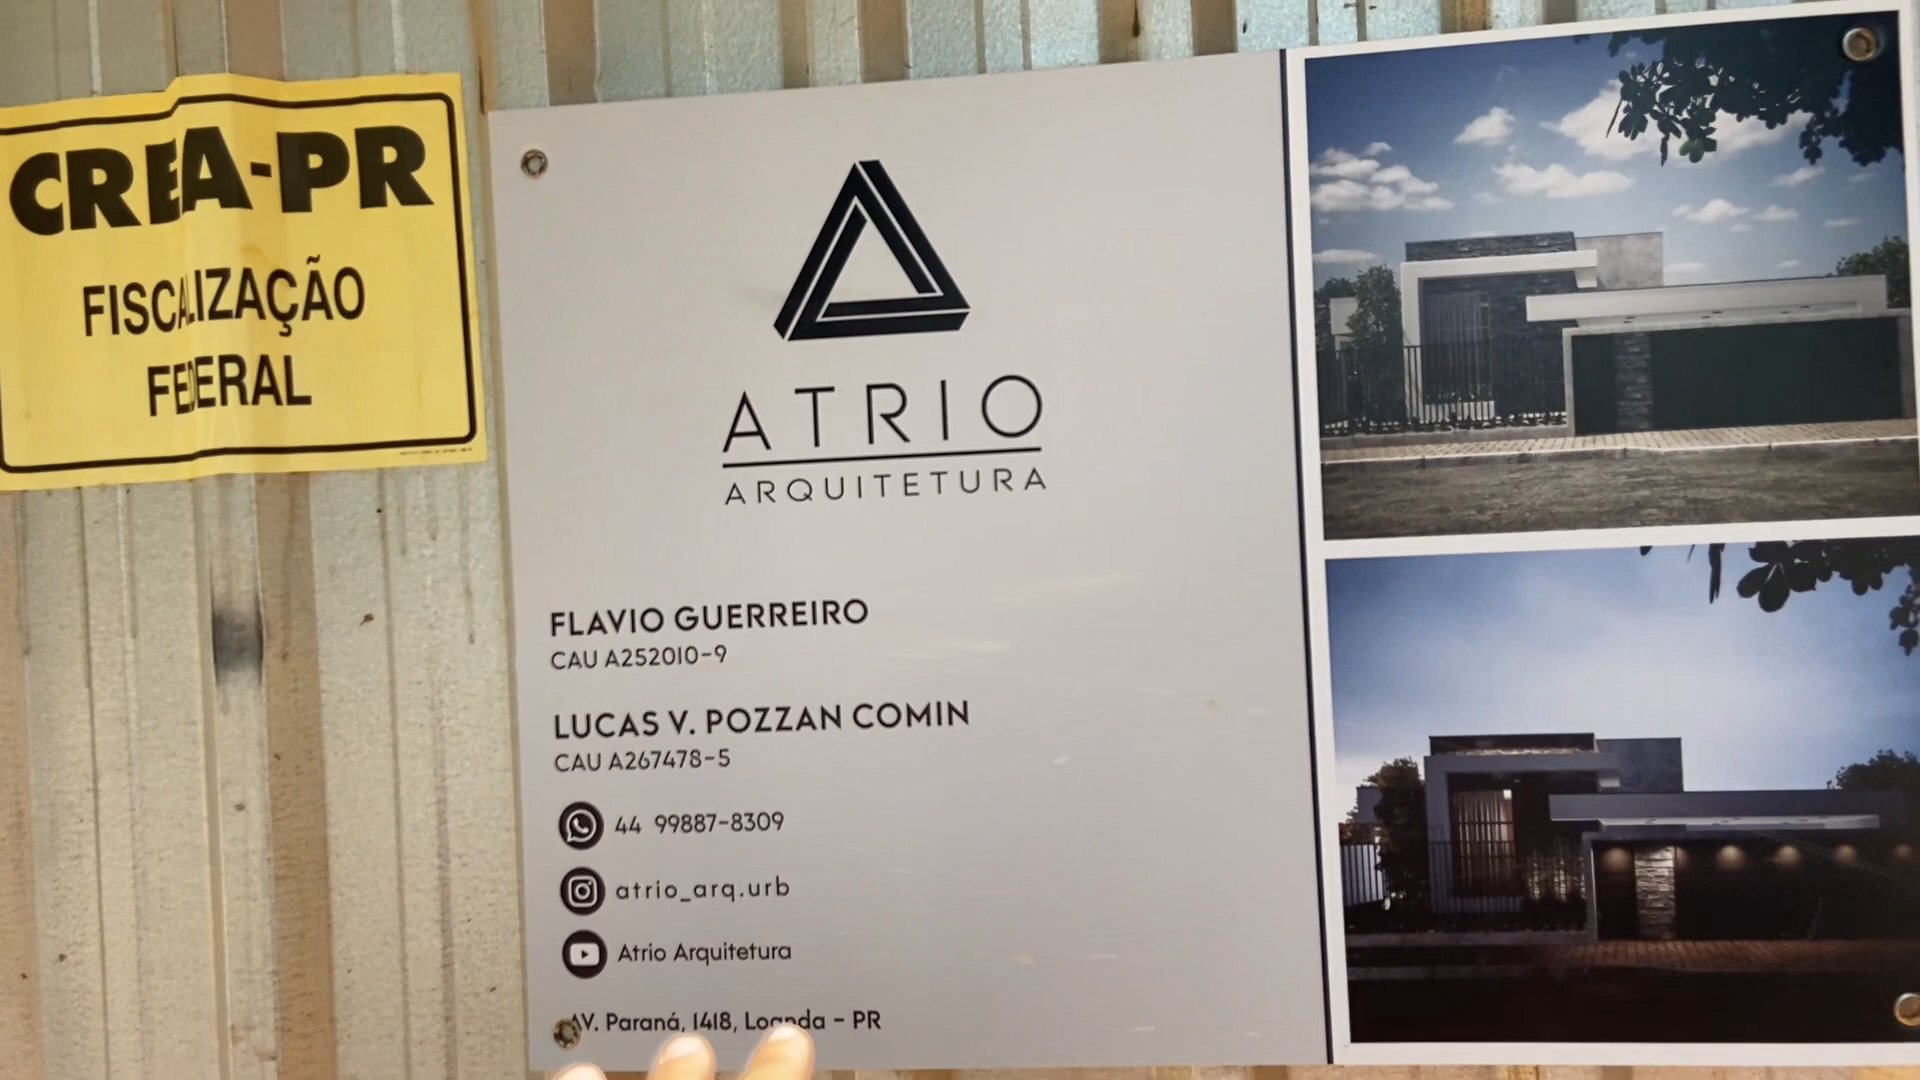 CREA-PR
FISCALIZAÇÃO
FEDERAL
ATRIO
ARQUITETURA
FLAVIO GUERREIRO
CAU A252010-9
LUCAS V. POZZAN COMIN
CAU A267478-5
44 99887-8309
atrio_arq.urb
Atrio Arquitetura
AV. Paraná, 1418, Loanda - PR